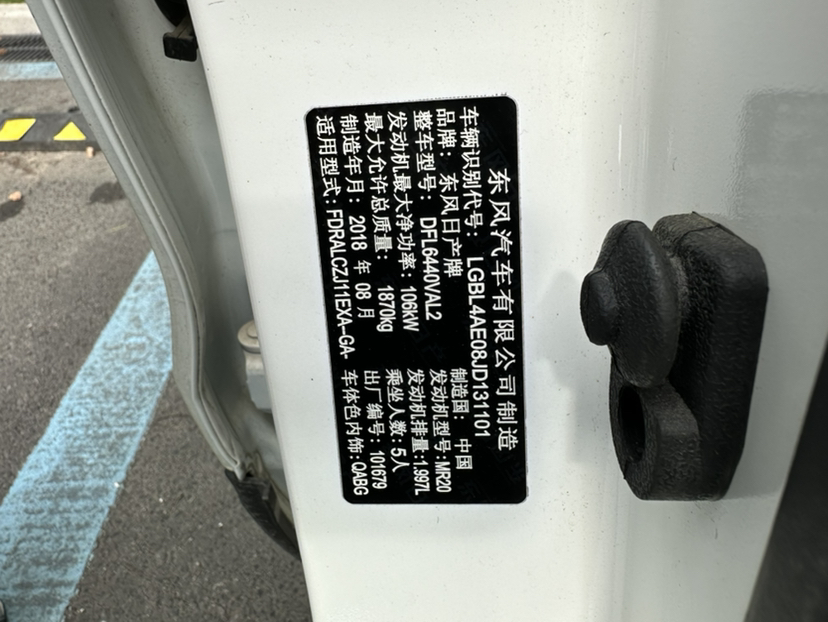 东风汽车有限公司制造
车辆识别代号: LGBL4AE08JD131101
品牌: 东风日产牌 制造国: 中国
整车型号: DFL6440VAL2 发动机型号:MR20
发动机最大净功率: 106kW 发动机排量:1.997L
最大允许总质量: 1870kg 乘坐人数: 5人
制造年月: 2018 年 08 月 出厂编号: 101679
适用型式: FDRALCZJ11EXA-GA- 车体色内饰:QABG